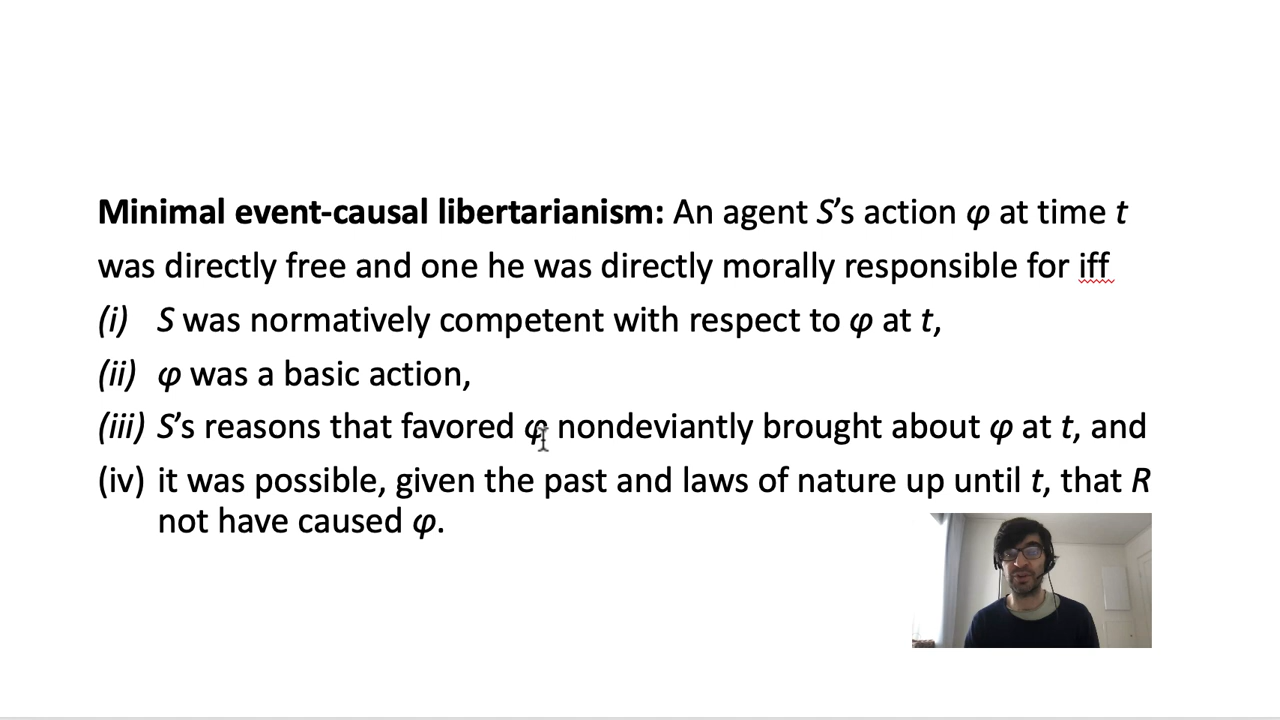 Minimal event-causal libertarianism: An agent S’s action φ at time t
was directly free and one he was directly morally responsible for iff
(i) S was normatively competent with respect to φ at t,
(ii) φ was a basic action,
(iii) S’s reasons that favored φ nondeviantly brought about φ at t, and
(iv) it was possible, given the past and laws of nature up until t, that R
not have caused φ.